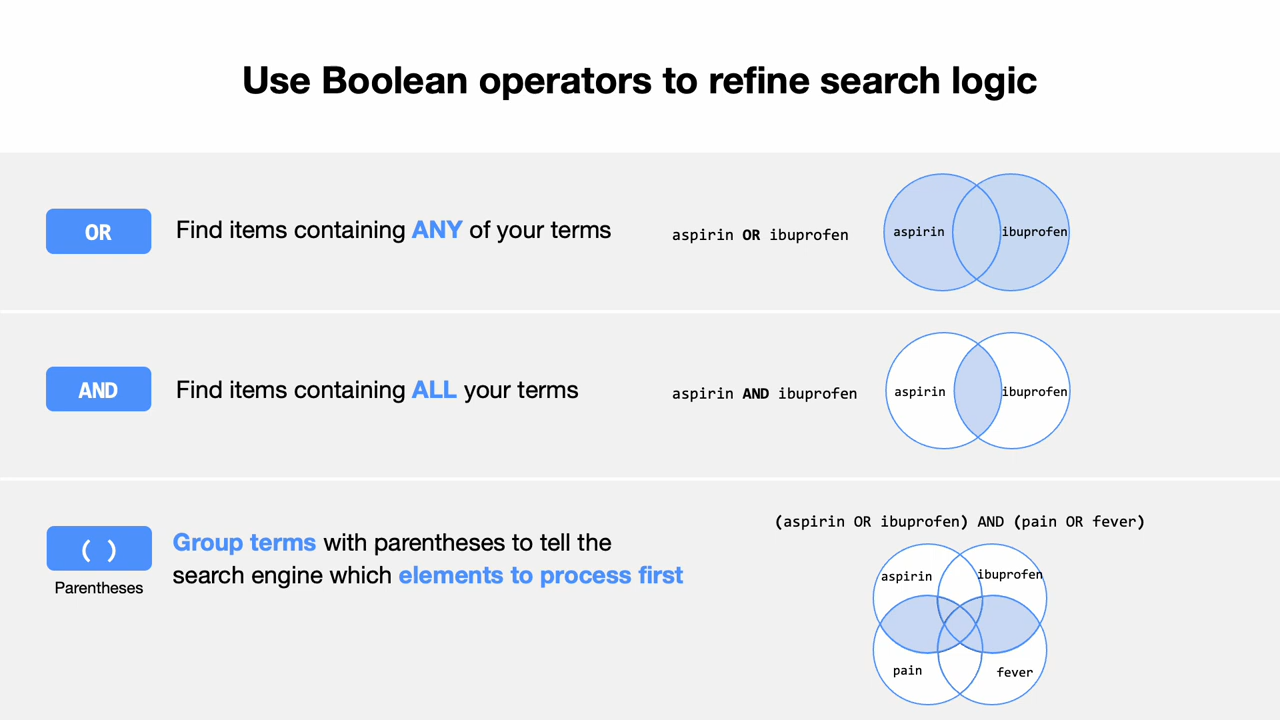 Use Boolean operators to refine search logic
OR
Find items containing ANY of your terms
aspirin OR ibuprofen
aspirin
ibuprofen
AND
Find items containing ALL your terms
aspirin AND ibuprofen
aspirin
ibuprofen
( )
Parentheses
Group terms with parentheses to tell the
search engine which elements to process first
(aspirin OR ibuprofen) AND (pain OR fever)
aspirin
ibuprofen
pain
fever